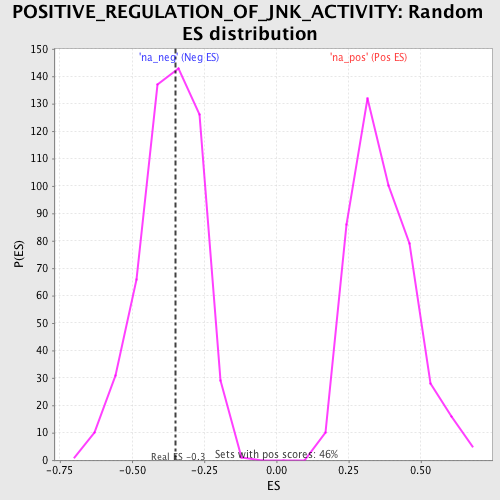 POSITIVE_REGULATION_OF_JNK_ACTIVITY: Random
ES distribution
'na_neg' (Neg ES)
'na_pos' (Pos ES)
150
140
130
120
110
100
90
80
70
60
50
40
30
20
10
0
P(ES)
Real ES -0.3
Sets with pos scores: 46%
-0.75
-0.50
-0.25
0.00
0.25
0.50
ES